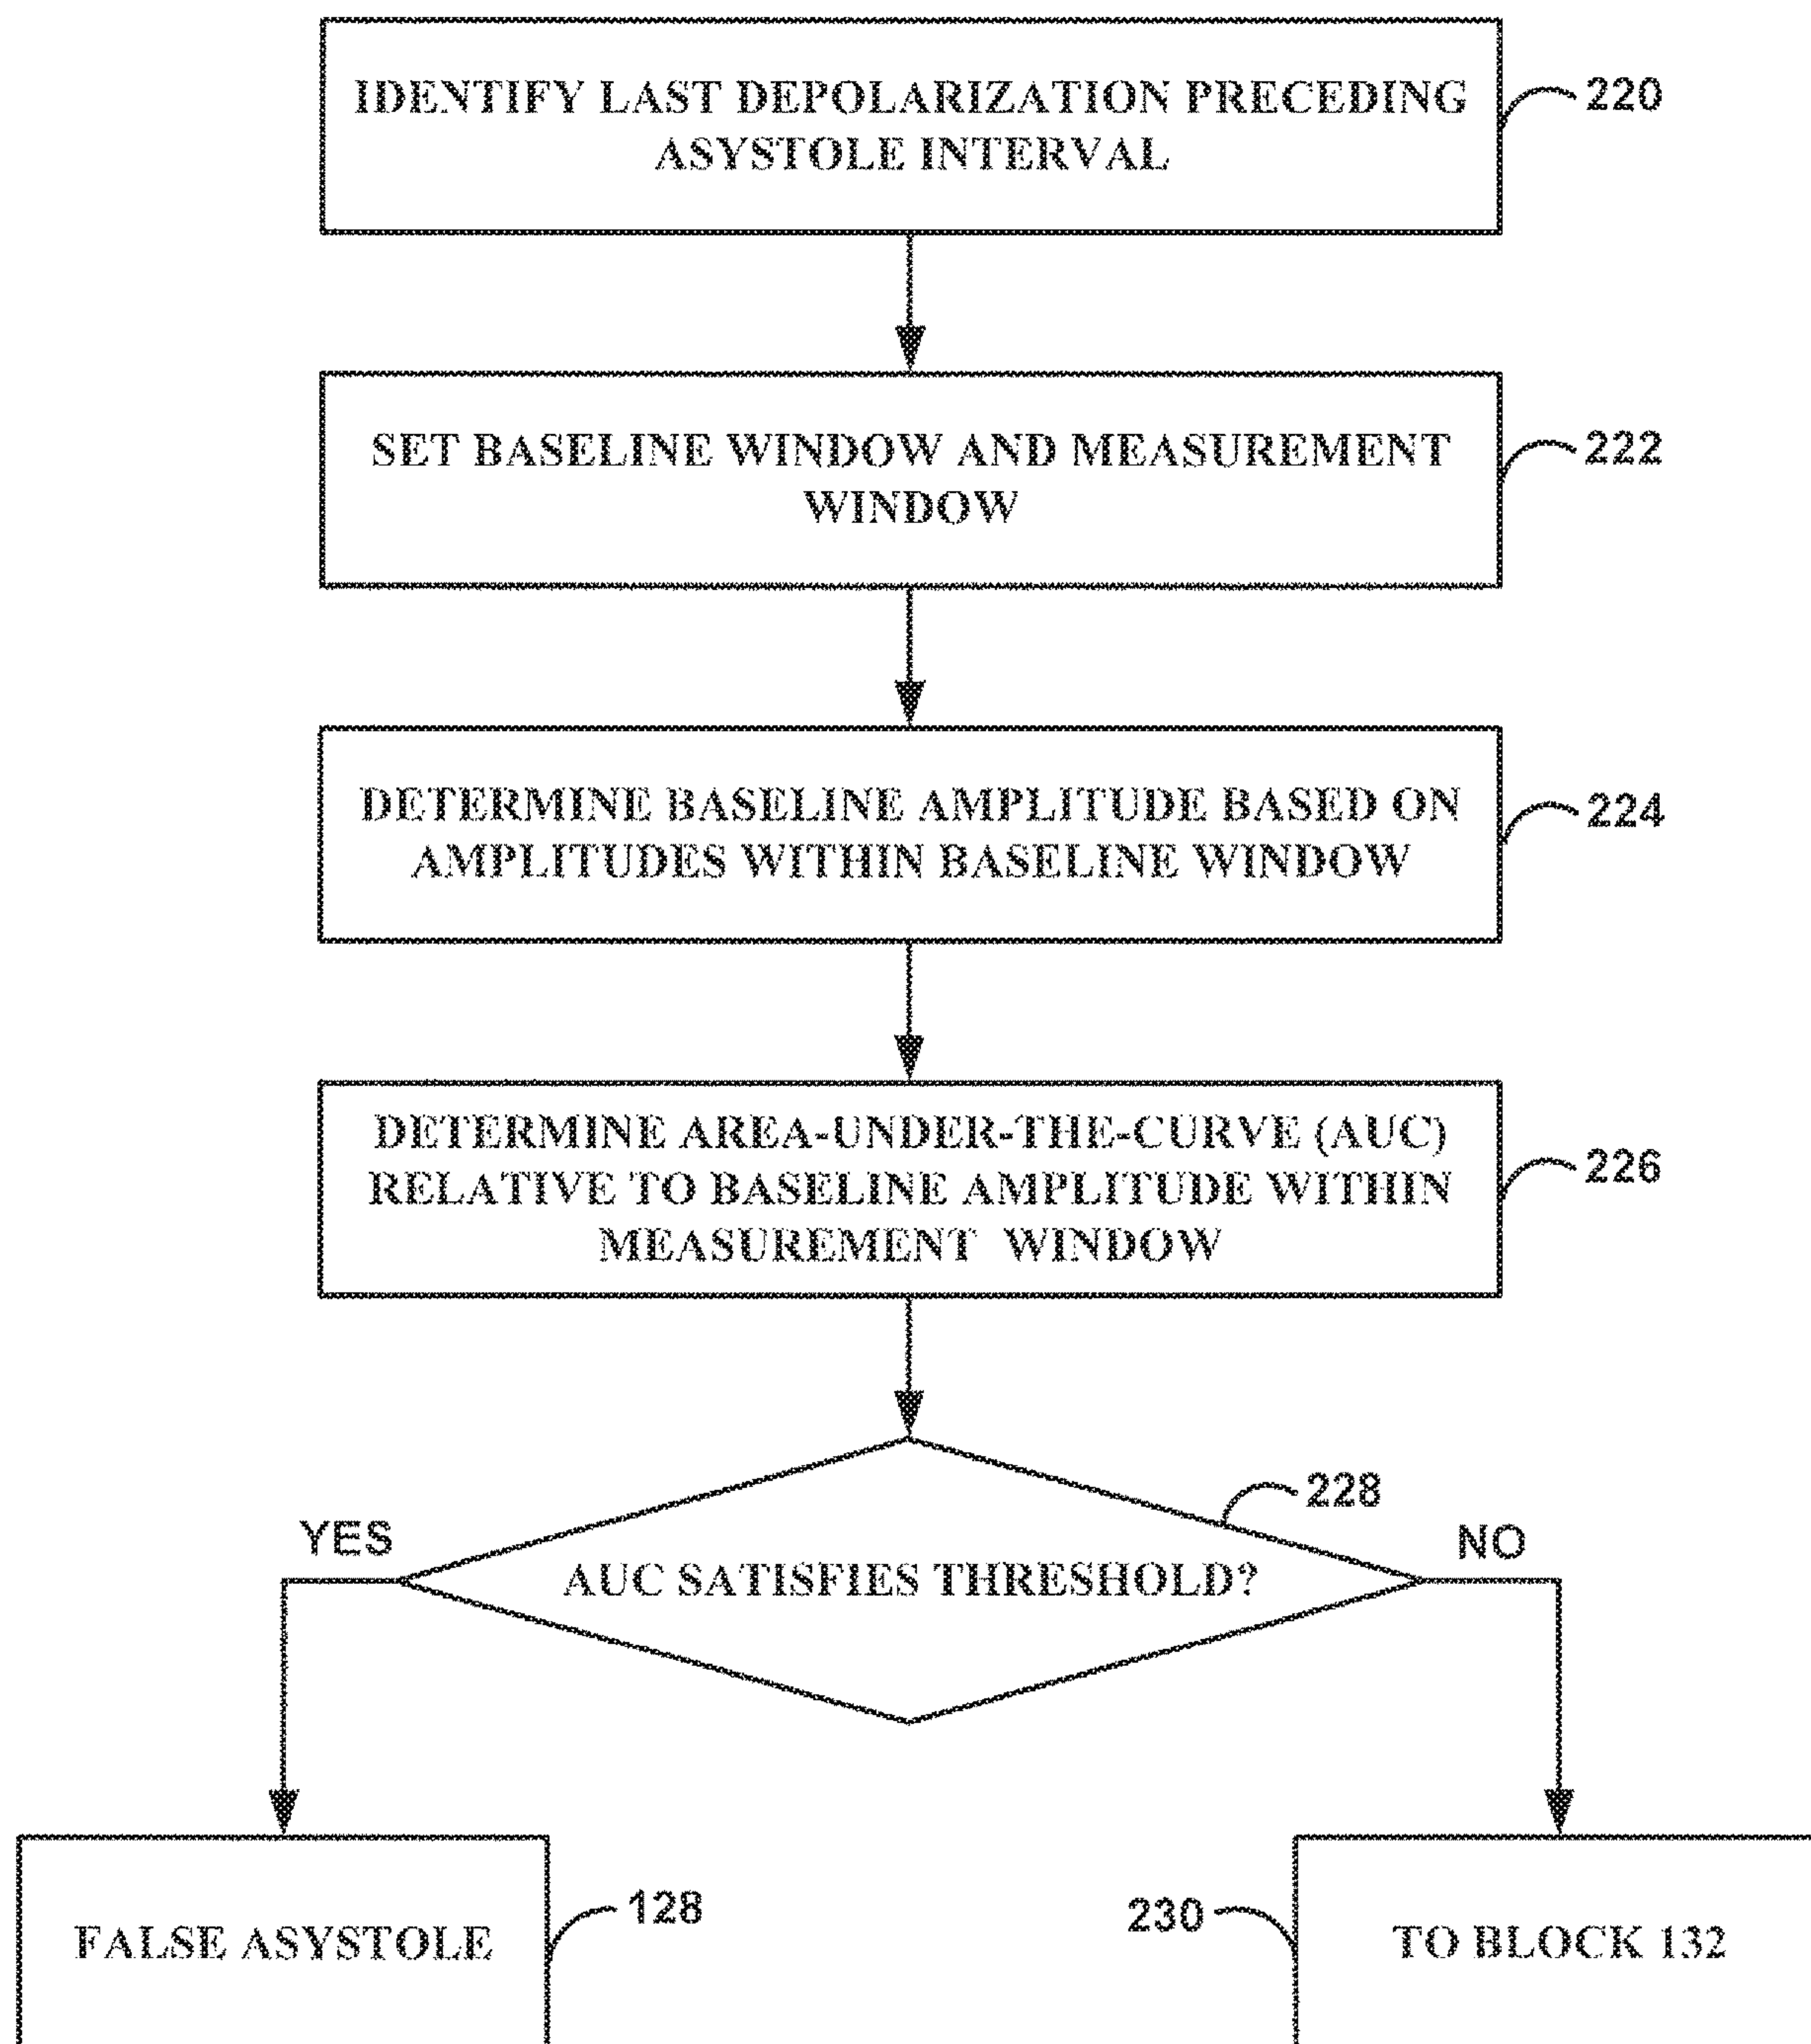 IDENTIFY LAST DEPOLARIZATION PRECEDING
ASYSTOLE INTERVAL
220
SET BASELINE WINDOW AND MEASUREMENT
WINDOW
222
DETERMINE BASELINE AMPLITUDE BASED ON
AMPLITUDES WITHIN BASELINE WINDOW
224
DETERMINE AREA-UNDER-THE-CURVE (AUC)
RELATIVE TO BASELINE AMPLITUDE WITHIN
MEASUREMENT WINDOW
226
228
YES
NO
AUC SATISFIES THRESHOLD?
FALSE ASYSTOLE
128
230
TO BLOCK 132